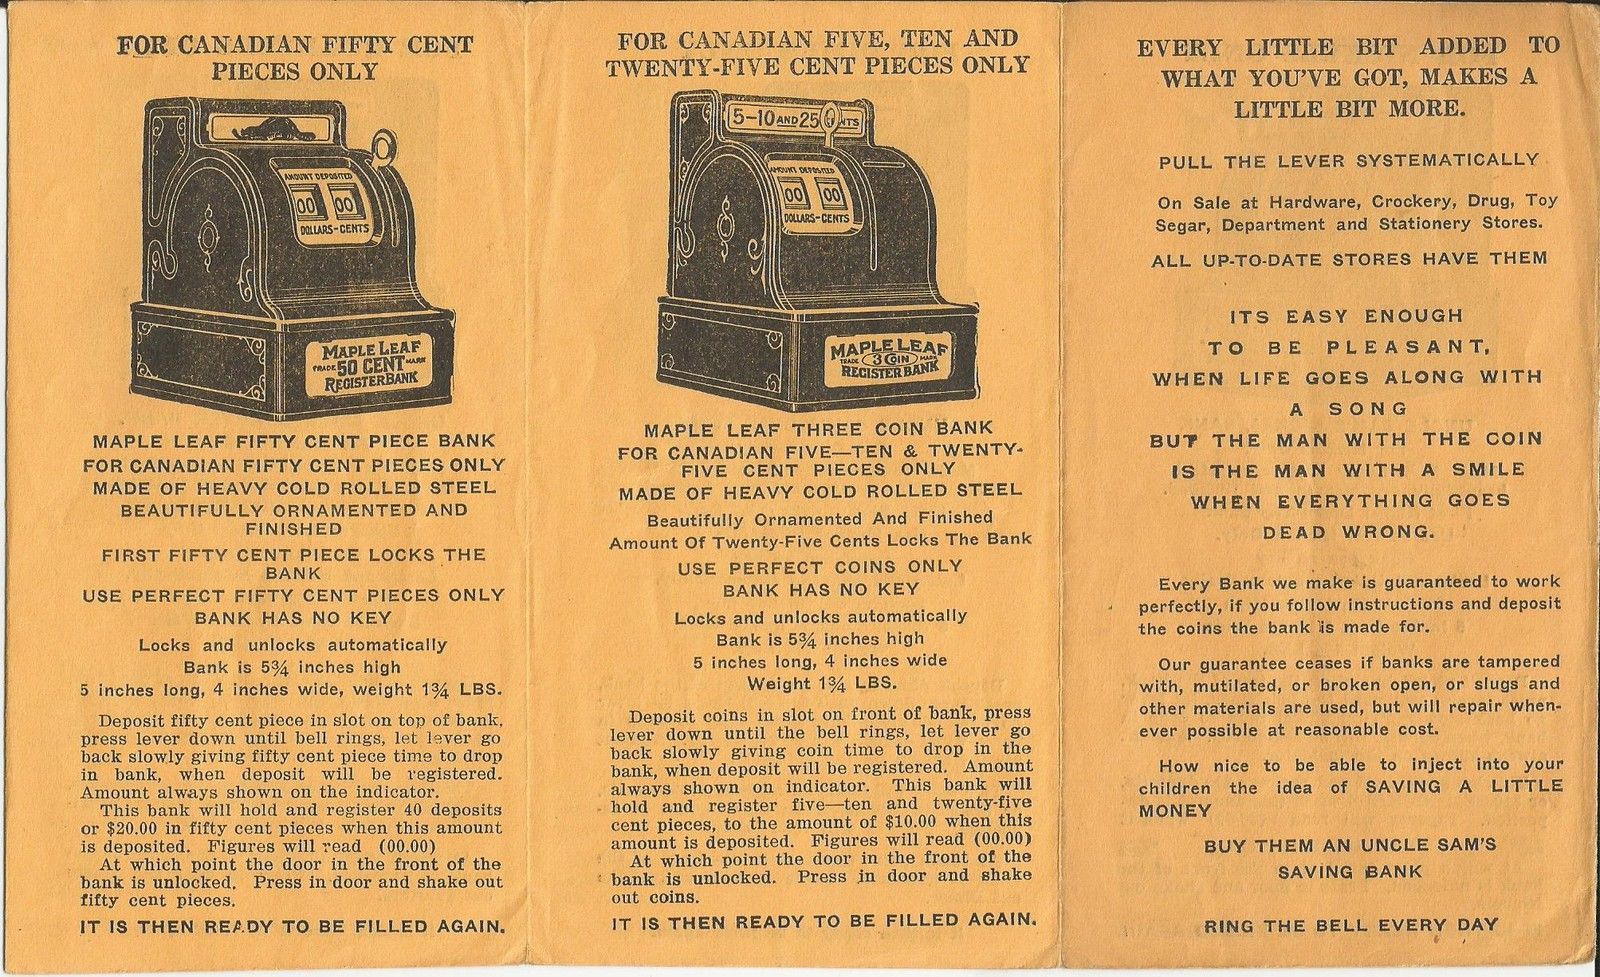 FOR CANADIAN FIFTY CENT
PIECES ONLY
AMOUNT DEPOSITED
00 00
DOLLARS-CENTS
MAPLE LEAF
TRADE 50 CENT MARK
REGISTER BANK
MAPLE LEAF FIFTY CENT PIECE BANK
FOR CANADIAN FIFTY CENT PIECES ONLY
MADE OF HEAVY COLD ROLLED STEEL
BEAUTIFULLY ORNAMENTED AND
FINISHED
FIRST FIFTY CENT PIECE LOCKS THE
BANK
USE PERFECT FIFTY CENT PIECES ONLY
BANK HAS NO KEY
Locks and unlocks automatically
Bank is 5¾ inches high
5 inches long, 4 inches wide, weight 1¾ LBS.
Deposit fifty cent piece in slot on top of bank,
press lever down until bell rings, let lever go
back slowly giving fifty cent piece time to drop
in bank, when deposit will be registered.
Amount always shown on the indicator.
This bank will hold and register 40 deposits
or $20.00 in fifty cent pieces when this amount
is deposited. Figures will read (00.00)
At which point the door in the front of the
bank is unlocked. Press in door and shake out
fifty cent pieces.
IT IS THEN READY TO BE FILLED AGAIN.
FOR CANADIAN FIVE, TEN AND
TWENTY-FIVE CENT PIECES ONLY
5-10 AND 25 CENTS
AMOUNT DEPOSITED
00 00
DOLLARS-CENTS
MAPLE LEAF
TRADE 3 COIN MARK
REGISTER BANK
MAPLE LEAF THREE COIN BANK
FOR CANADIAN FIVE—TEN & TWENTY-
FIVE CENT PIECES ONLY
MADE OF HEAVY COLD ROLLED STEEL
Beautifully Ornamented And Finished
Amount Of Twenty-Five Cents Locks The Bank
USE PERFECT COINS ONLY
BANK HAS NO KEY
Locks and unlocks automatically
Bank is 5¾ inches high
5 inches long, 4 inches wide
Weight 1¾ LBS.
Deposit coins in slot on front of bank, press
lever down until the bell rings, let lever go
back slowly giving coin time to drop in the
bank, when deposit will be registered. Amount
always shown on indicator. This bank will
hold and register five—ten and twenty-five
cent pieces, to the amount of $10.00 when this
amount is deposited. Figures will read (00.00)
At which point the door in the front of the
bank is unlocked. Press in door and shake
out coins.
IT IS THEN READY TO BE FILLED AGAIN.
EVERY LITTLE BIT ADDED TO
WHAT YOU'VE GOT, MAKES A
LITTLE BIT MORE.
PULL THE LEVER SYSTEMATICALLY
On Sale at Hardware, Crockery, Drug, Toy
Segar, Department and Stationery Stores.
ALL UP-TO-DATE STORES HAVE THEM
ITS EASY ENOUGH
TO BE PLEASANT,
WHEN LIFE GOES ALONG WITH
A SONG
BUT THE MAN WITH THE COIN
IS THE MAN WITH A SMILE
WHEN EVERYTHING GOES
DEAD WRONG.
Every Bank we make is guaranteed to work
perfectly, if you follow instructions and deposit
the coins the bank is made for.
Our guarantee ceases if banks are tampered
with, mutilated, or broken open, or slugs and
other materials are used, but will repair when-
ever possible at reasonable cost.
How nice to be able to inject into your
children the idea of SAVING A LITTLE
MONEY
BUY THEM AN UNCLE SAM'S
SAVING BANK
RING THE BELL EVERY DAY